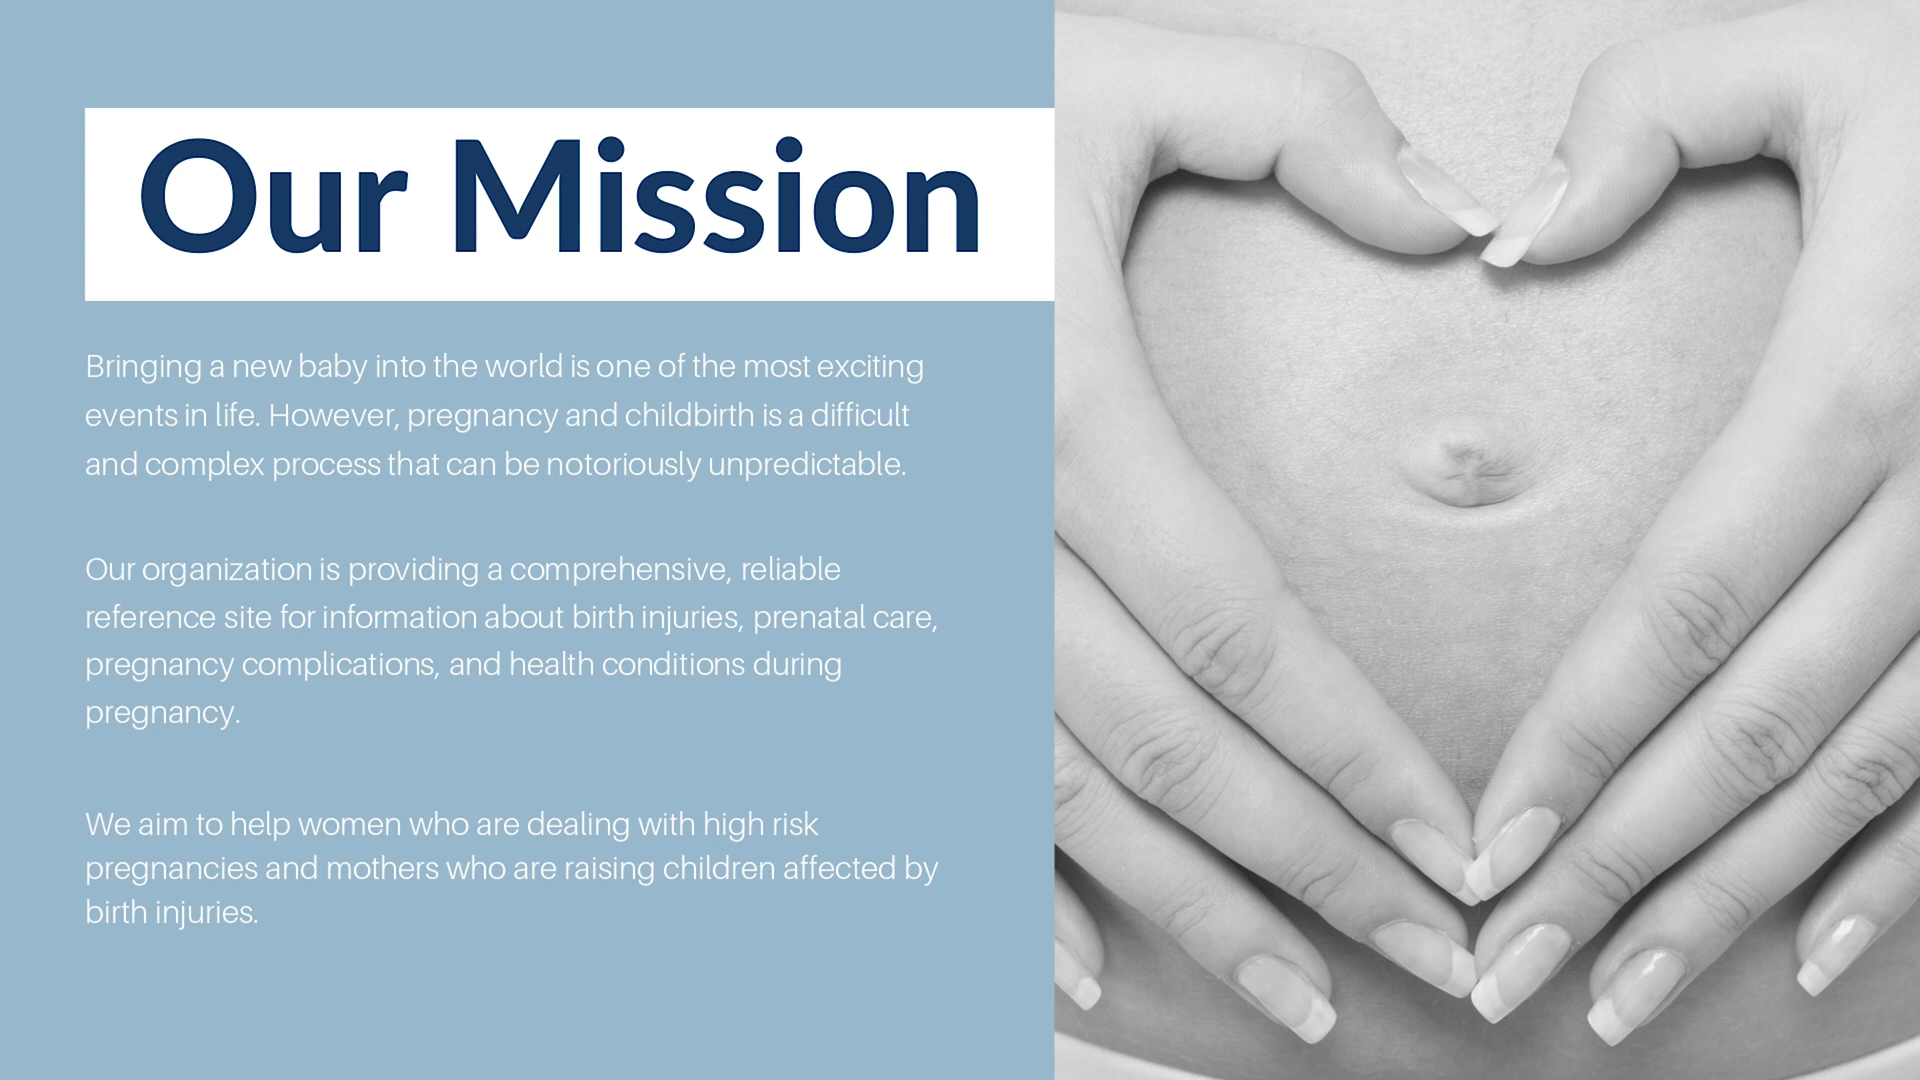 Our Mission
Bringing a new baby into the world is one of the most exciting
events in life. However, pregnancy and childbirth is a difficult
and complex process that can be notoriously unpredictable.
Our organization is providing a comprehensive, reliable
reference site for information about birth injuries, prenatal care,
pregnancy complications, and health conditions during
pregnancy.
We aim to help women who are dealing with high risk
pregnancies and mothers who are raising children affected by
birth injuries.